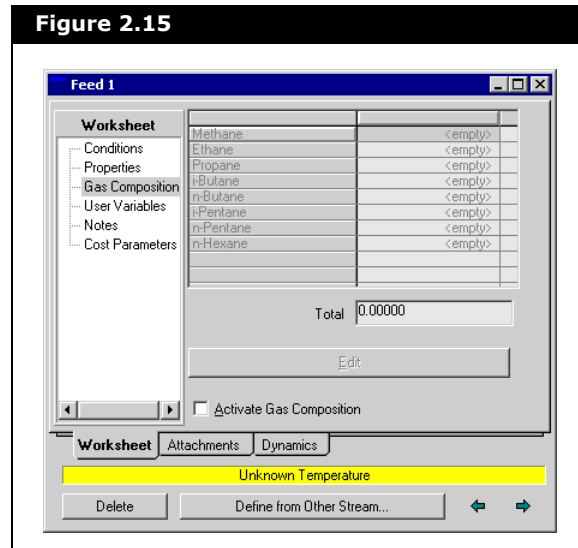 Figure 2.15
Feed 1
Worksheet
Conditions
Properties
Gas Composition
User Variables
Notes
Cost Parameters
Methane <empty>
Ethane <empty>
Propane <empty>
i-Butane <empty>
n-Butane <empty>
i-Pentane <empty>
n-Pentane <empty>
n-Hexane <empty>
Total 0.00000
Edit
Activate Gas Composition
Worksheet Attachments Dynamics
Unknown Temperature
Delete Define from Other Stream...